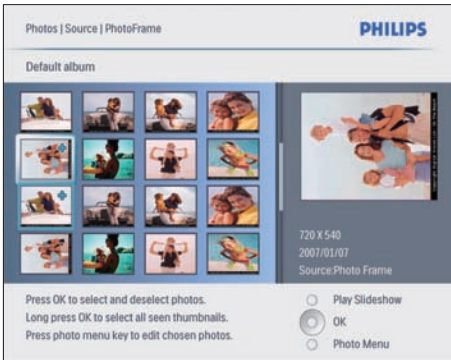 Photos | Source | PhotoFrame
PHILIPS
Default album
720 X 540
2007/01/07
Source:Photo Frame
Press OK to select and deselect photos.
Long press OK to select all seen thumbnails.
Press photo menu key to edit chosen photos.
Play Slideshow
OK
Photo Menu